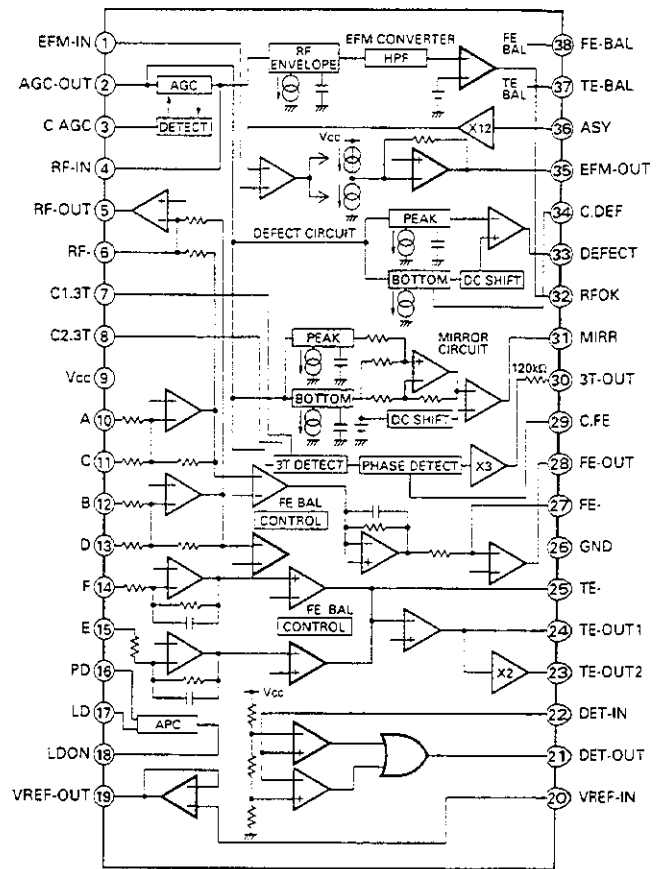 EFM-IN 1
AGC-OUT 2
C AGC 3
RF-IN 4
RF-OUT 5
RF- 6
C1.3T 7
C2.3T 8
Vcc 9
A 10
C 11
B 12
D 13
F 14
E 15
PD 16
LD 17
LDON 18
VREF-OUT 19
AGC
DETECT
EFM CONVERTER
RF ENVELOPE
HPF
FE BAL
TE BAL
X12
Vcc
DEFECT CIRCUIT
PEAK
BOTTOM
DC SHIFT
PEAK
MIRROR CIRCUIT
BOTTOM
DC SHIFT
120kΩ
3T DETECT
PHASE DETECT
X3
FE BAL
CONTROL
FE BAL
CONTROL
X2
APC
Vcc
38 FE-BAL
37 TE-BAL
36 ASY
35 EFM-OUT
34 C.DEF
33 DEFECT
32 RFOK
31 MIRR
30 3T-OUT
29 C.FE
28 FE-OUT
27 FE-
26 GND
25 TE-
24 TE-OUT1
23 TE-OUT2
22 DET-IN
21 DET-OUT
20 VREF-IN